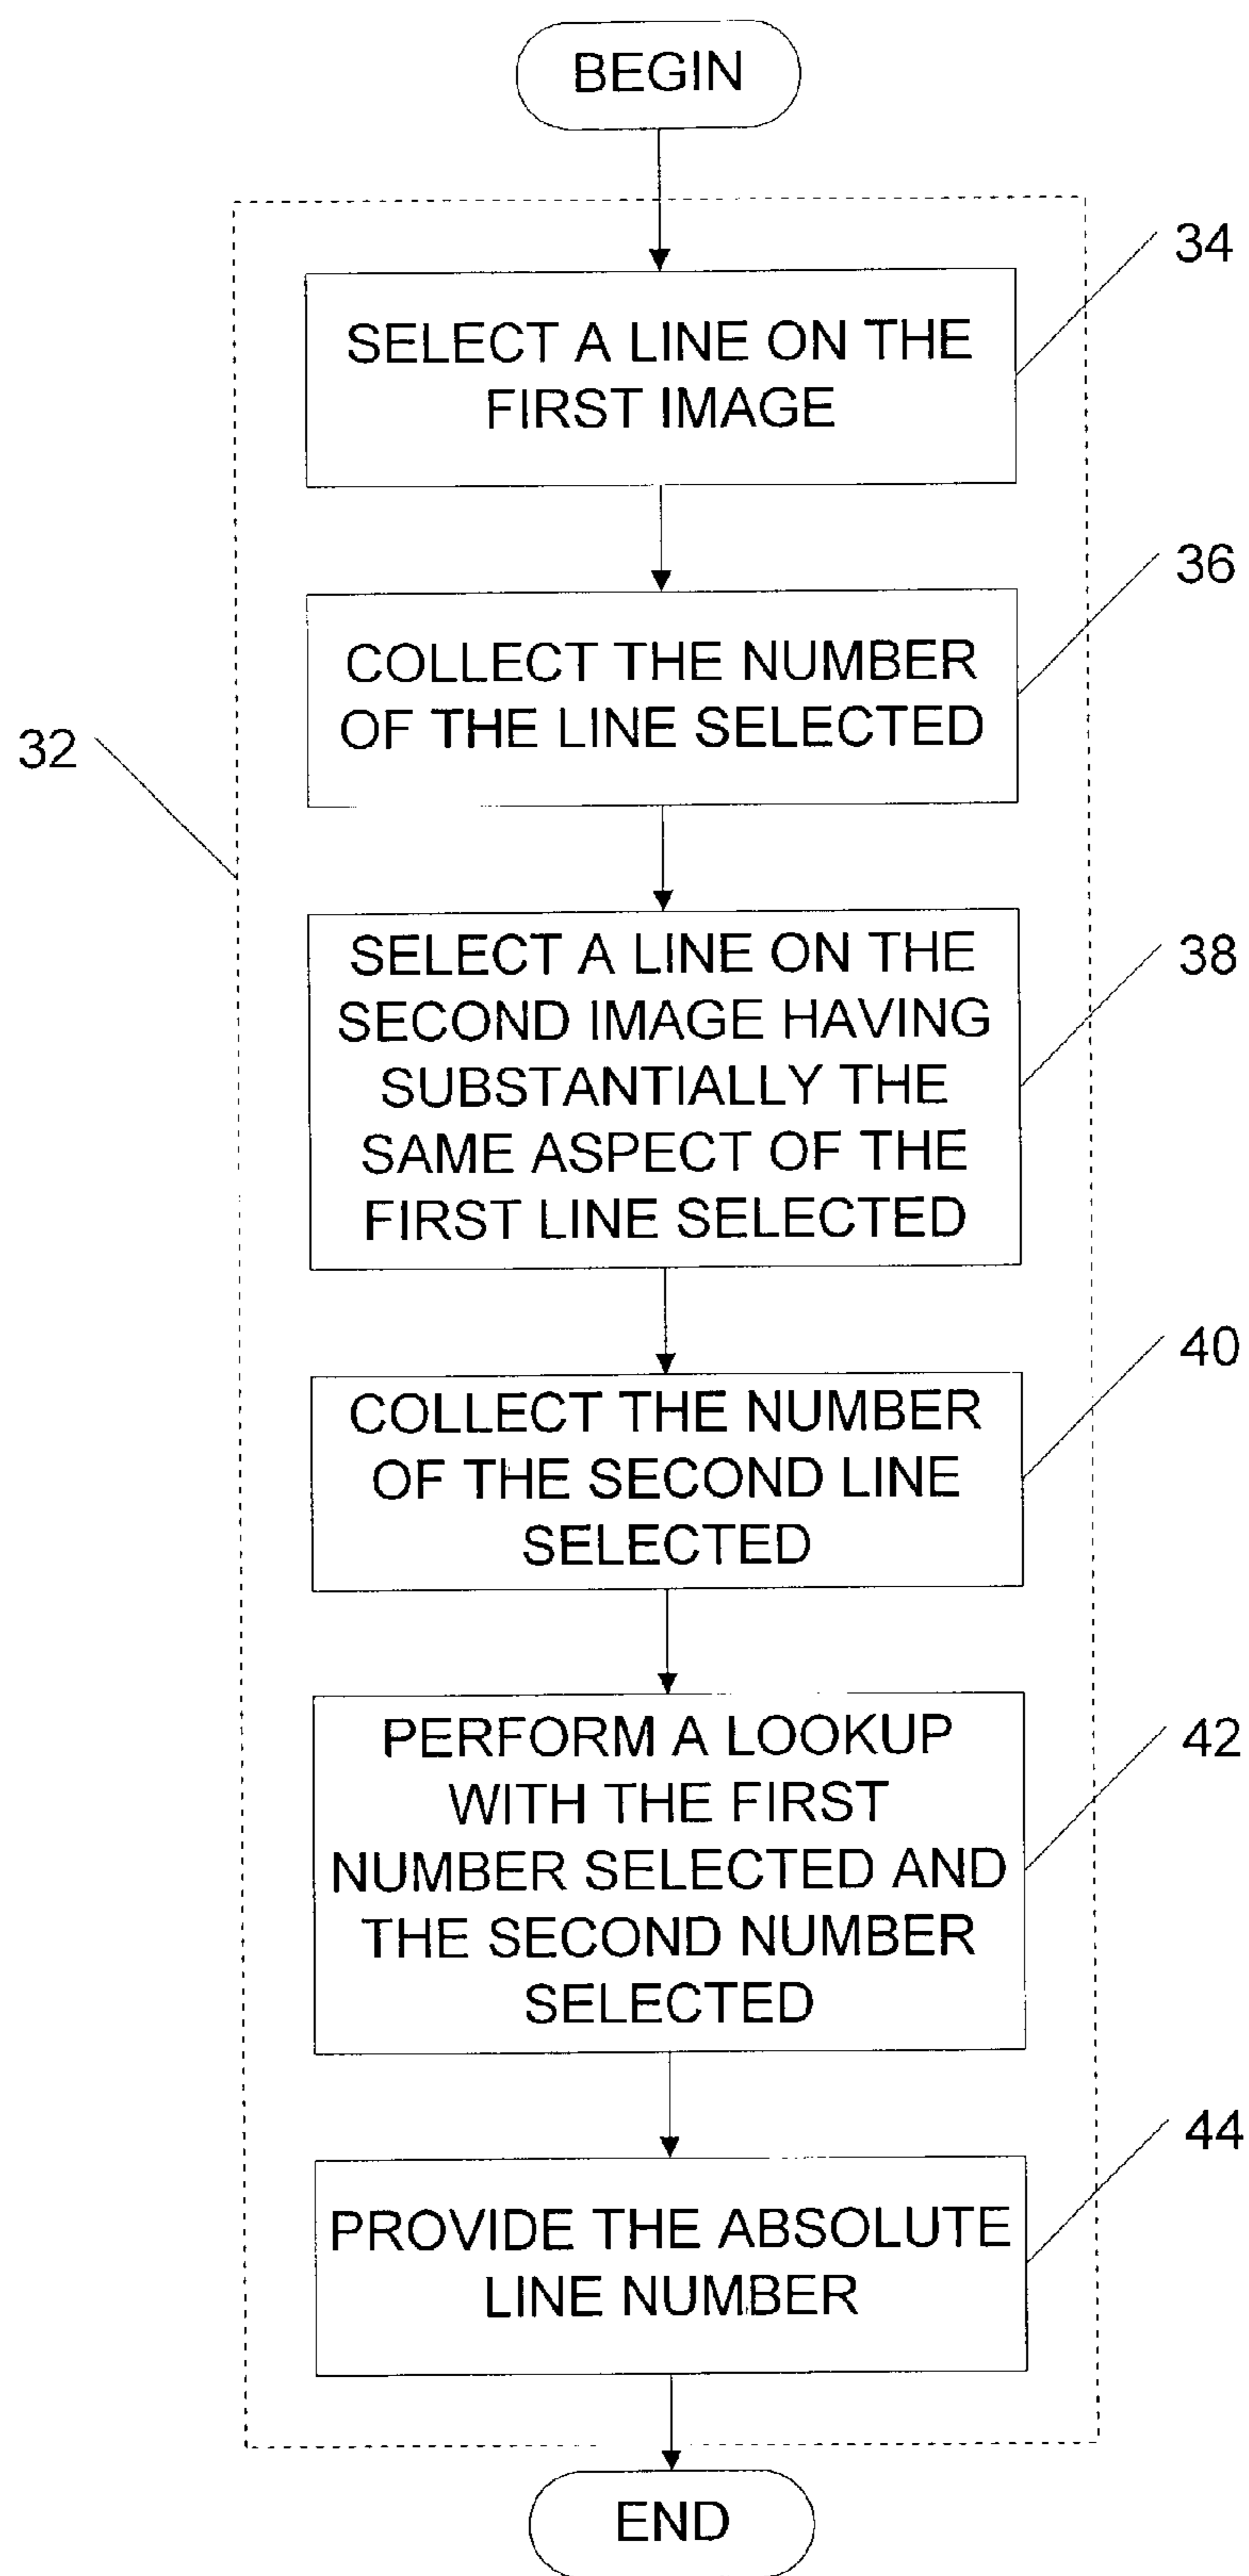 BEGIN
34
SELECT A LINE ON THE
FIRST IMAGE
36
COLLECT THE NUMBER
OF THE LINE SELECTED
32
SELECT A LINE ON THE
SECOND IMAGE HAVING
SUBSTANTIALLY THE
SAME ASPECT OF THE
FIRST LINE SELECTED
38
COLLECT THE NUMBER
OF THE SECOND LINE
SELECTED
40
PERFORM A LOOKUP
WITH THE FIRST
NUMBER SELECTED AND
THE SECOND NUMBER
SELECTED
42
PROVIDE THE ABSOLUTE
LINE NUMBER
44
END